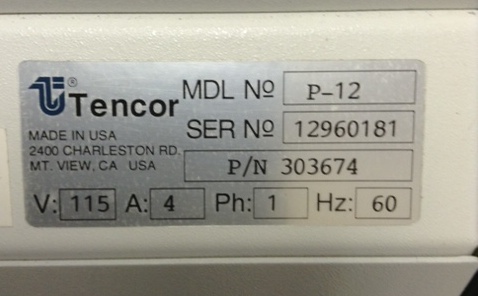 ® Tencor MDL Nº P-12
MADE IN USA SER Nº 12960181
2400 CHARLESTON RD.
MT. VIEW, CA USA P/N 303674
V: 115 A: 4 Ph: 1 Hz: 60